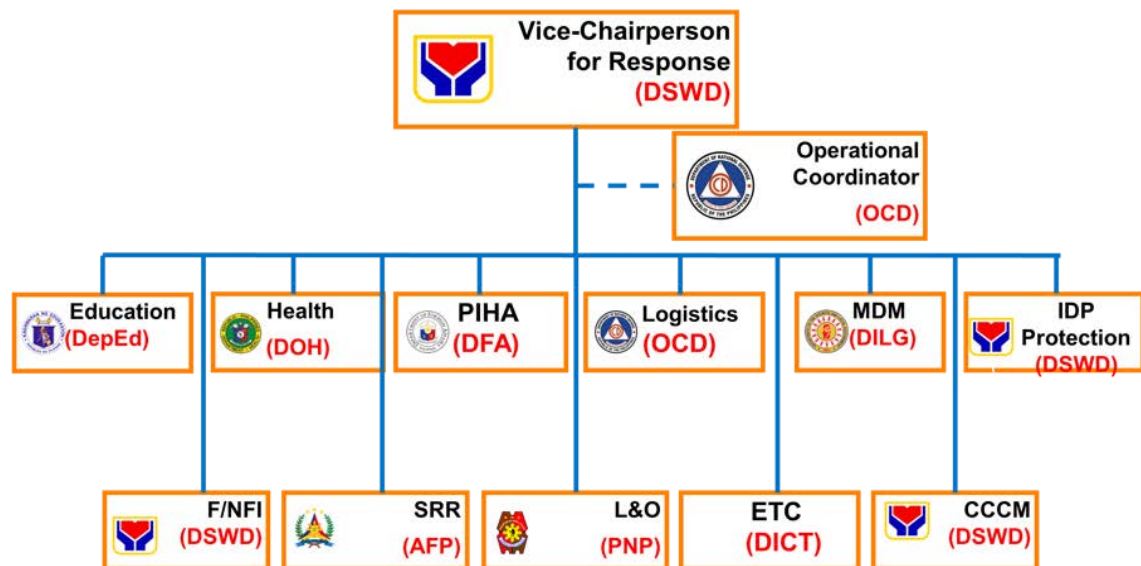 Vice-Chairperson
for Response
(DSWD)
Operational
Coordinator
(OCD)
Education
(DepEd)
Health
(DOH)
PIHA
(DFA)
Logistics
(OCD)
MDM
(DILG)
IDP
Protection
(DSWD)
F/NFI
(DSWD)
SRR
(AFP)
L&O
(PNP)
ETC
(DICT)
CCCM
(DSWD)